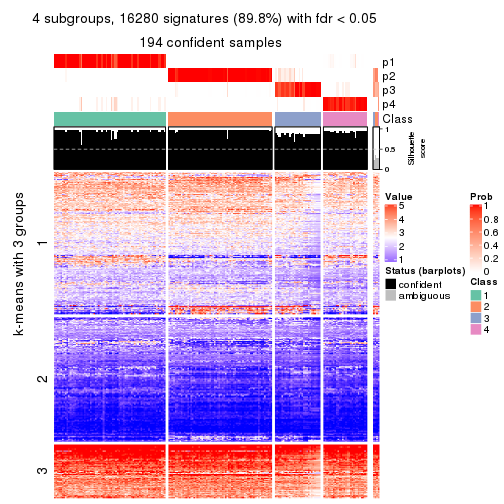 4 subgroups, 16280 signatures (89.8%) with fdr < 0.05
194 confident samples
p1
p2
p3
p4
Class
1
0.5
0
Silhouette
score
k-means with 3 groups
1
2
3
Value
5
4
3
2
1
Status (barplots)
confident
ambiguous
Prob
1
0.8
0.6
0.4
0.2
0
Class
1
2
3
4